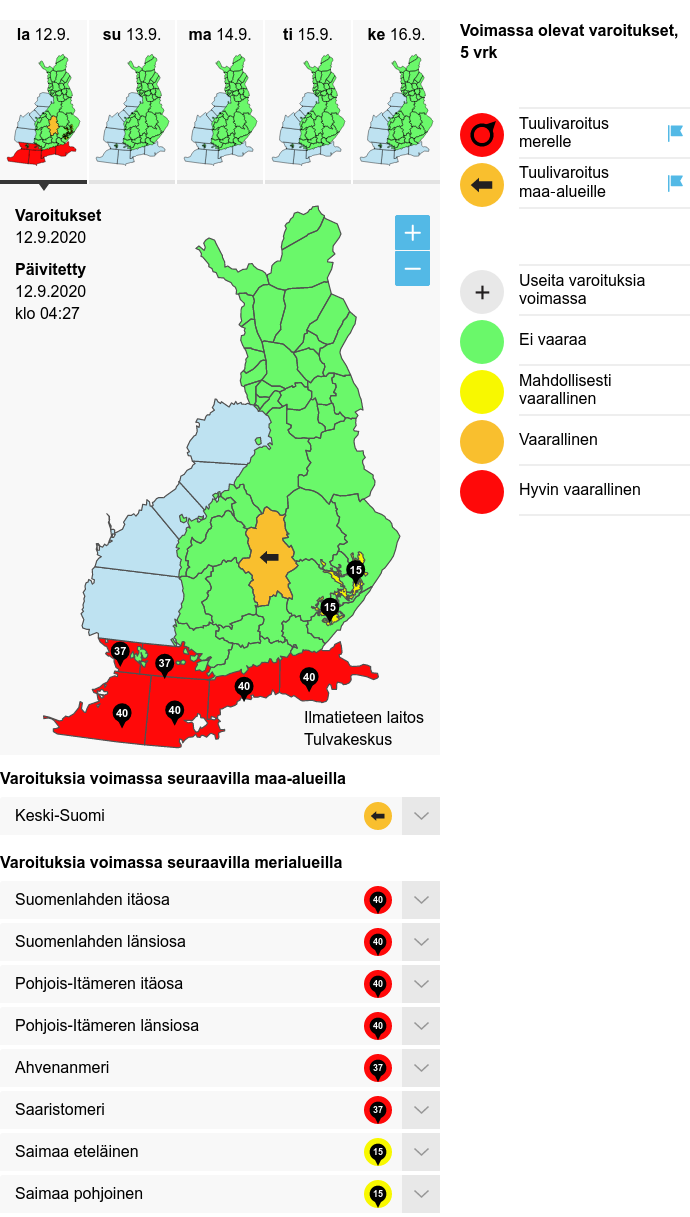 la 12.9.
su 13.9.
ma 14.9.
ti 15.9.
ke 16.9.
Varoitukset
12.9.2020
Päivitetty
12.9.2020
klo 04:27
+
−
15
15
37
37
40
40
40
40
Ilmatieteen laitos
Tulvakeskus
Varoituksia voimassa seuraavilla maa-alueilla
Keski-Suomi
Varoituksia voimassa seuraavilla merialueilla
Suomenlahden itäosa 40
Suomenlahden länsiosa 40
Pohjois-Itämeren itäosa 40
Pohjois-Itämeren länsiosa 40
Ahvenanmeri 37
Saaristomeri 37
Saimaa eteläinen 15
Saimaa pohjoinen 15
Voimassa olevat varoitukset,
5 vrk
Tuulivaroitus
merelle
Tuulivaroitus
maa-alueille
+
Useita varoituksia
voimassa
Ei vaaraa
Mahdollisesti
vaarallinen
Vaarallinen
Hyvin vaarallinen